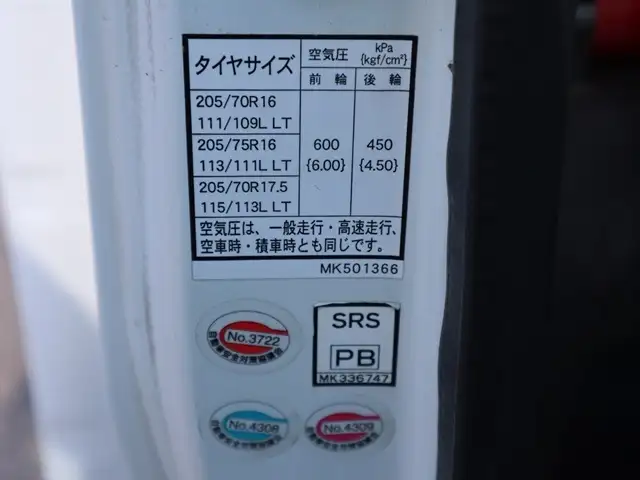 タイヤサイズ 空気圧 kPa {kgf/cm²}
前輪 後輪
205/70R16
111/109L LT
205/75R16 600 450
113/111L LT {6.00} {4.50}
205/70R17.5
115/113L LT
空気圧は、一般走行・高速走行、
空車時・積車時とも同じです。
MK501366
SRS
No.3722
PB
MK336747
No.4308 No.4309